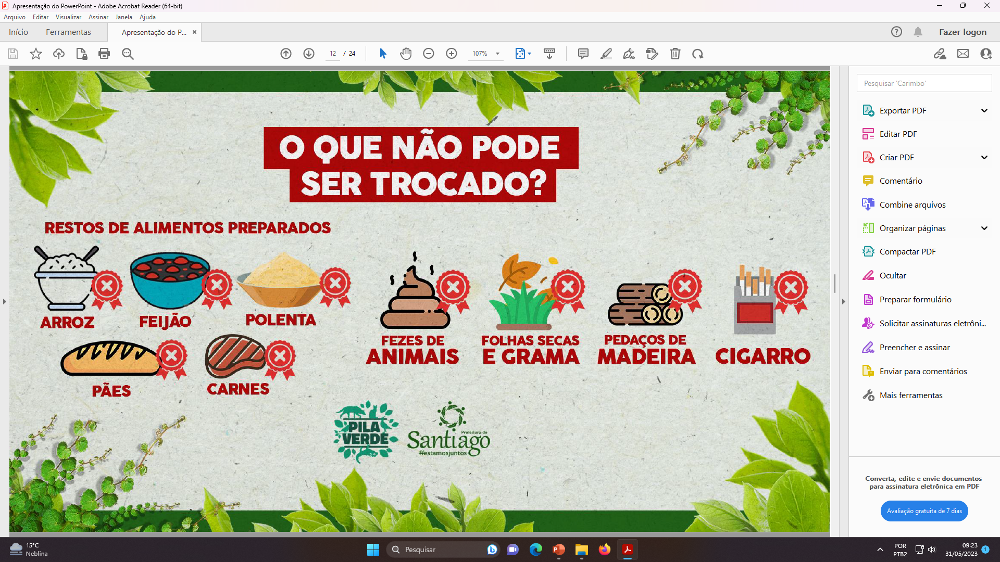 Apresentação do PowerPoint - Adobe Acrobat Reader (64-bit)
Arquivo Editar Visualizar Assinar Janela Ajuda
Início Ferramentas Apresentação do P... Fazer logon
12 / 24 107%
O QUE NÃO PODE
SER TROCADO?
RESTOS DE ALIMENTOS PREPARADOS
ARROZ FEIJÃO POLENTA
PÃES CARNES
FEZES DE
ANIMAIS
FOLHAS SECAS
E GRAMA
PEDAÇOS DE
MADEIRA
CIGARRO
PILA
VERDE
Prefeitura de
Santiago
#estamosjuntos
Pesquisar 'Carimbo'
Exportar PDF
Editar PDF
Criar PDF
Comentário
Combine arquivos
Organizar páginas
Compactar PDF
Ocultar
Preparar formulário
Solicitar assinaturas eletrôni...
Preencher e assinar
Enviar para comentários
Mais ferramentas
Converta, edite e envie documentos
para assinatura eletrônica em PDF
Avaliação gratuita de 7 dias
15°C
Neblina
Pesquisar
POR
PTB2
09:23
31/05/2023
1